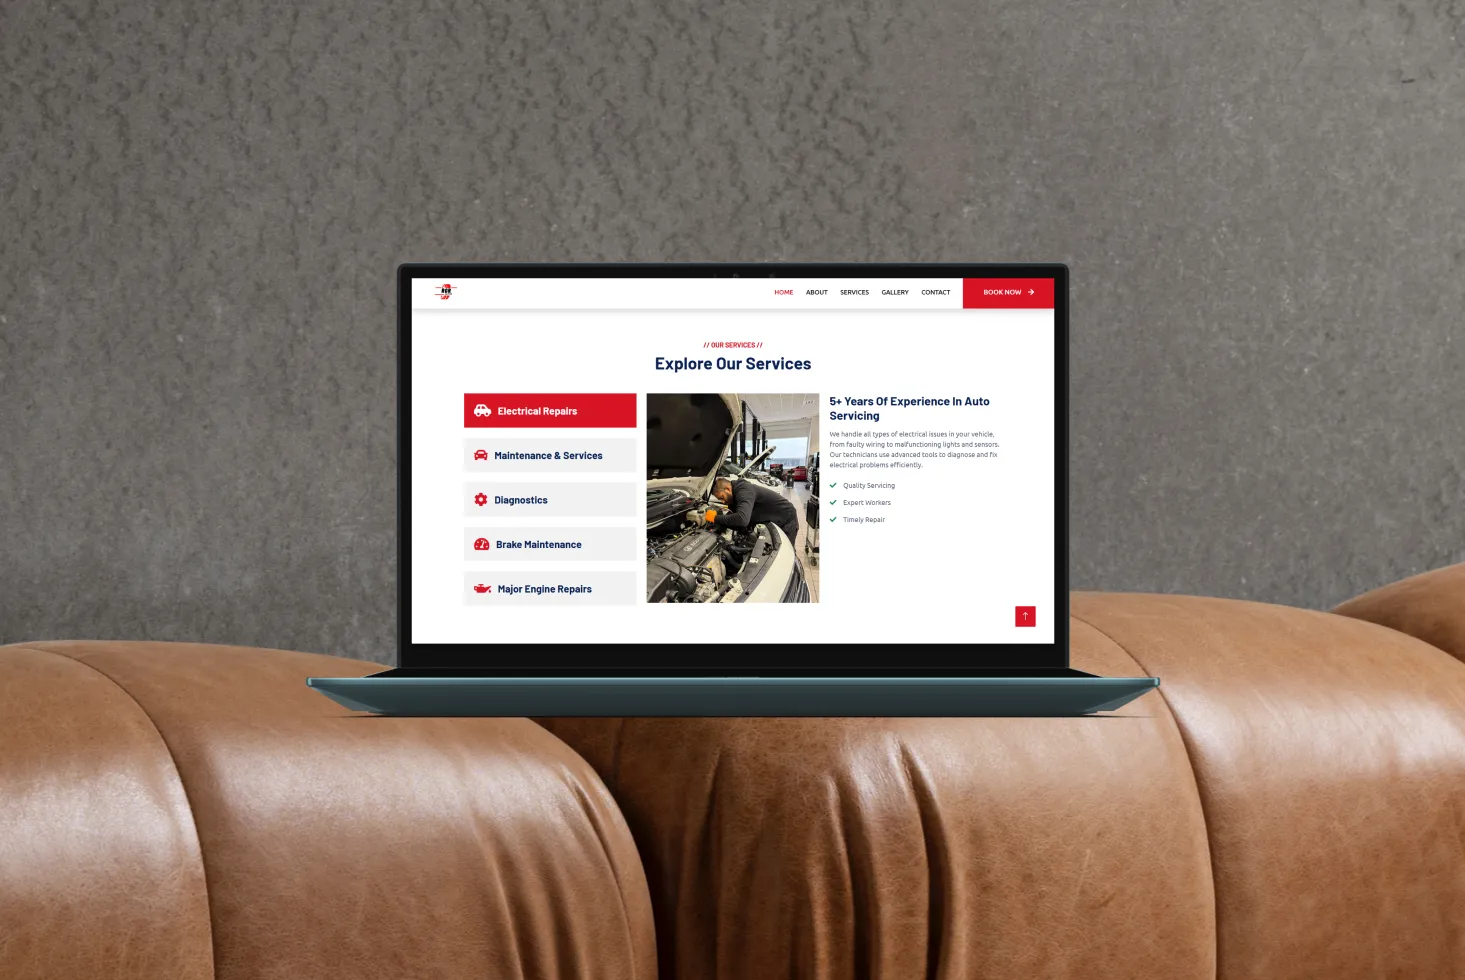 HOME ABOUT SERVICES GALLERY CONTACT BOOK NOW
// OUR SERVICES //
Explore Our Services
Electrical Repairs
Maintenance & Services
Diagnostics
Brake Maintenance
Major Engine Repairs
5+ Years Of Experience In Auto
Servicing
We handle all types of electrical issues in your vehicle,
from faulty wiring to malfunctioning lights and sensors.
Our technicians use advanced tools to diagnose and fix
electrical problems efficiently.
Quality Servicing
Expert Workers
Timely Repair